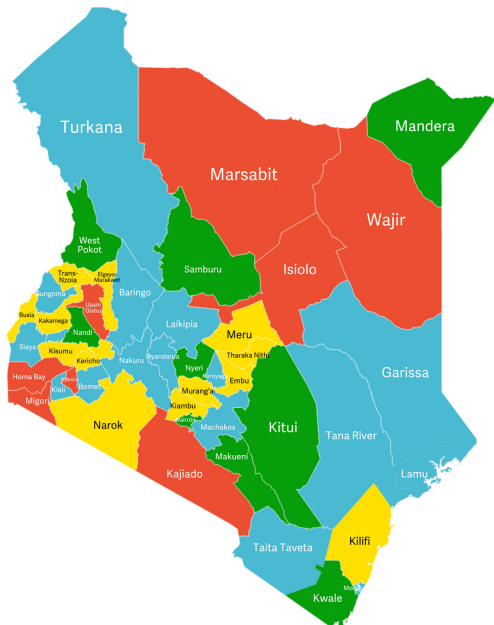 Turkana
Mandera
Marsabit
Wajir
West
Pokot
Samburu
Isiolo
Trans-
Nzoia
Elgeyo-
Marakwet
Baringo
Bungoma
Uasin
Gishu
Busia
Kakamega
Laikipia
Nandi
Meru
Siaya
Kisumu
Kericho
Nakuru
Nyandarua
Tharaka Nithi
Nyeri
Kirinyaga
Embu
Garissa
Homa Bay
Kisii
Bomet
Migori
Murang'a
Kiambu
Nairobi
Narok
Machakos
Kitui
Tana River
Makueni
Kajiado
Lamu
Taita Taveta
Kilifi
Kwale